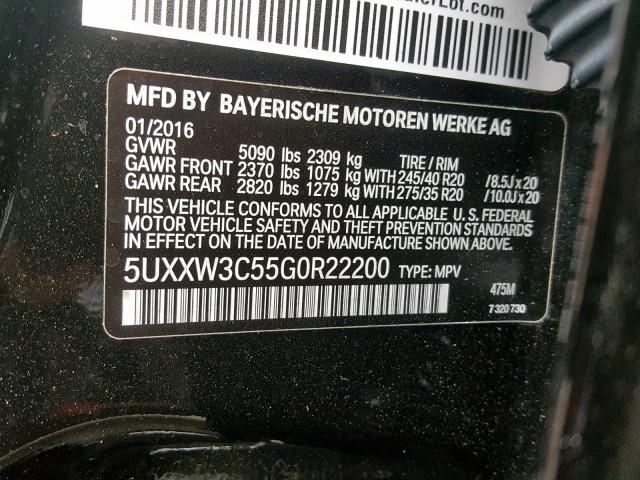 Lot.com
MFD BY BAYERISCHE MOTOREN WERKE AG
01/2016
GVWR 5090 lbs 2309 kg TIRE / RIM
GAWR FRONT 2370 lbs 1075 kg WITH 245/40 R20 /8.5J x 20
GAWR REAR 2820 lbs 1279 kg WITH 275/35 R20 /10.0J x 20
THIS VEHICLE CONFORMS TO ALL APPLICABLE U. S. FEDERAL
MOTOR VEHICLE SAFETY AND THEFT PREVENTION
STANDARDS IN EFFECT ON THE DATE OF MANUFACTURE SHOWN ABOVE.
5UXXW3C55G0R22200 TYPE: MPV
475M
7 320 730